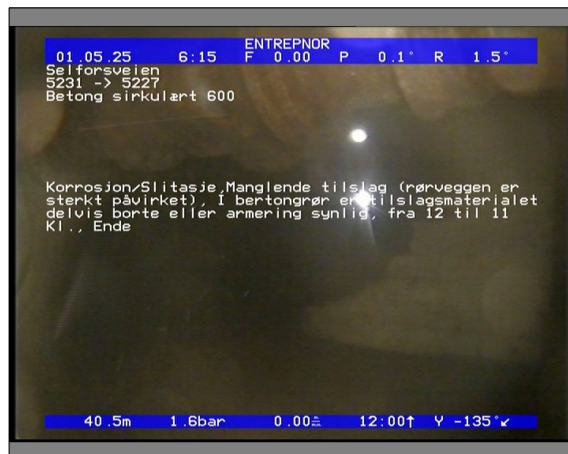 ENTREPNOR
01.05.25 6:15 F 0.00 P 0.1° R 1.5°
Selforsveien
5231 -> 5227
Betong sirkulært 600
Korrosjon/Slitasje,Manglende tilslag (rørveggen er
sterkt påvirket), I bertongrør er tilslagsmaterialet
delvis borte eller armering synlig, fra 12 til 11
Kl., Ende
40.5m 1.6bar 0.00 12:00↑ Y -135°↙